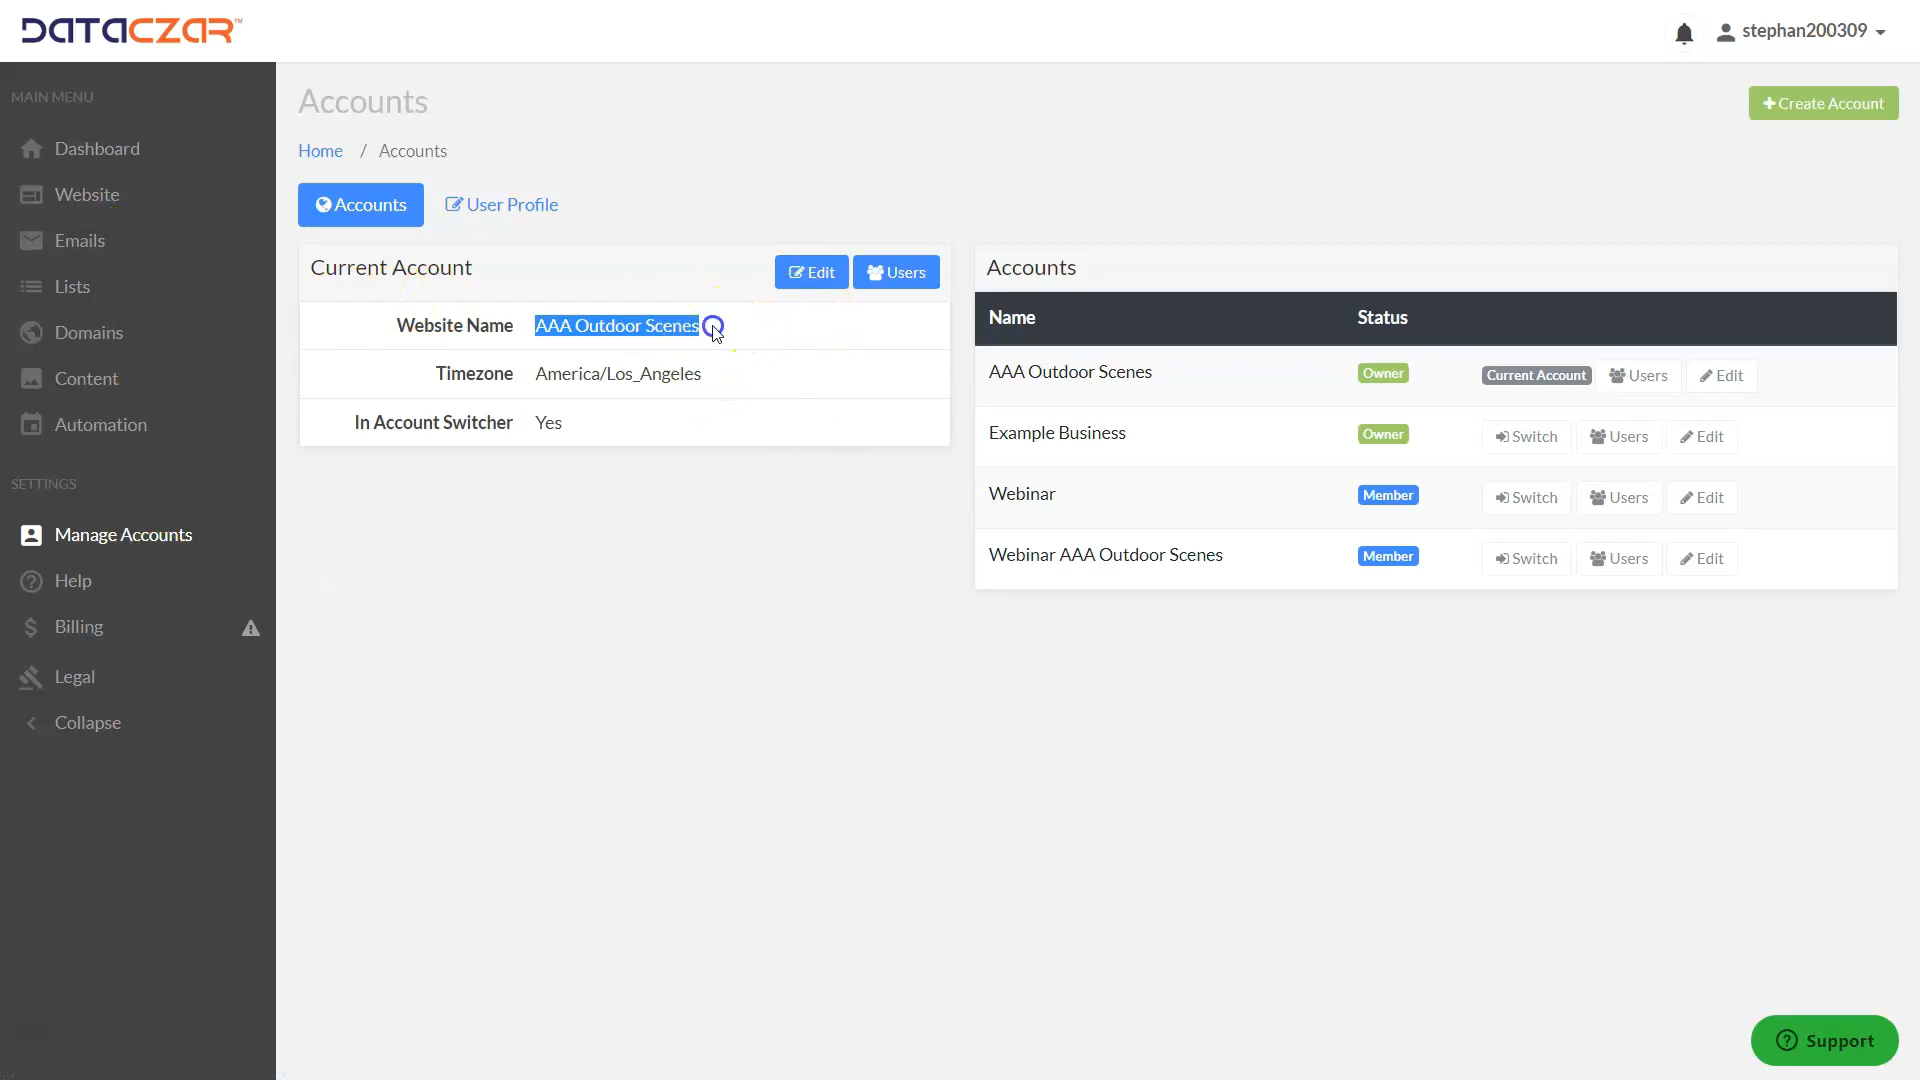 DATACZAR™
stephan200309
MAIN MENU
Dashboard
Website
Emails
Lists
Domains
Content
Automation
SETTINGS
Manage Accounts
Help
Billing
Legal
Collapse
Accounts
Create Account
Home / Accounts
Accounts
User Profile
Current Account
Edit
Users
Website Name AAA Outdoor Scenes
Timezone America/Los_Angeles
In Account Switcher Yes
Accounts
Name Status
AAA Outdoor Scenes Owner Current Account Users Edit
Example Business Owner Switch Users Edit
Webinar Member Switch Users Edit
Webinar AAA Outdoor Scenes Member Switch Users Edit
Support